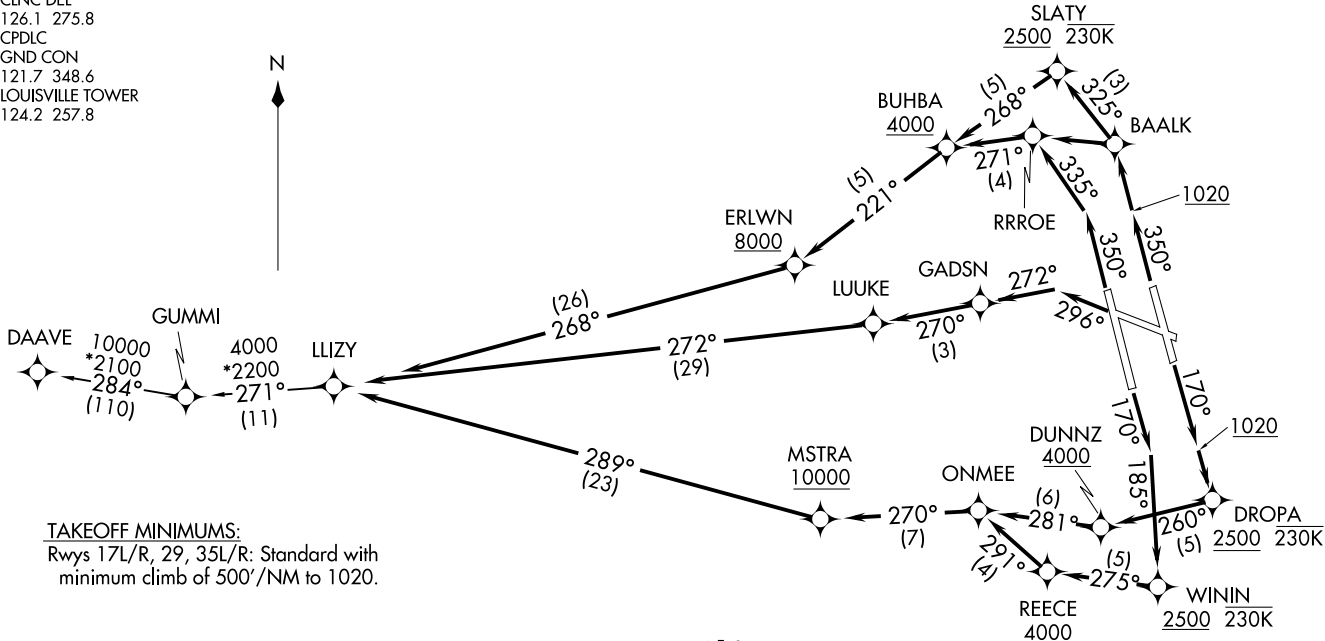 126.1 275.8
CPDLC
GND CON
121.7 348.6
LOUISVILLE TOWER
124.2 257.8
N
SLATY
2500 230K
(3)
325°
(5)
268°
BUHBA
4000
BAALK
271°
(4)
335°
RRROE
1020
(5)
221°
350°
350°
ERLWN
8000
GADSN
272°
296°
LUUKE
270°
(3)
(26)
268°
272°
(29)
DAAVE
GUMMI
LLIZY
10000
*2100
284°
(110)
4000
*2200
271°
(11)
170°
170°
1020
289°
(23)
MSTRA
10000
ONMEE
DUNNZ
4000
185°
(6)
281°
260°
(5)
DROPA
2500 230K
270°
(7)
291°
(4)
(5)
275°
WININ
2500 230K
REECE
4000
TAKEOFF MINIMUMS:
Rwys 17L/R, 29, 35L/R: Standard with
minimum climb of 500'/NM to 1020.